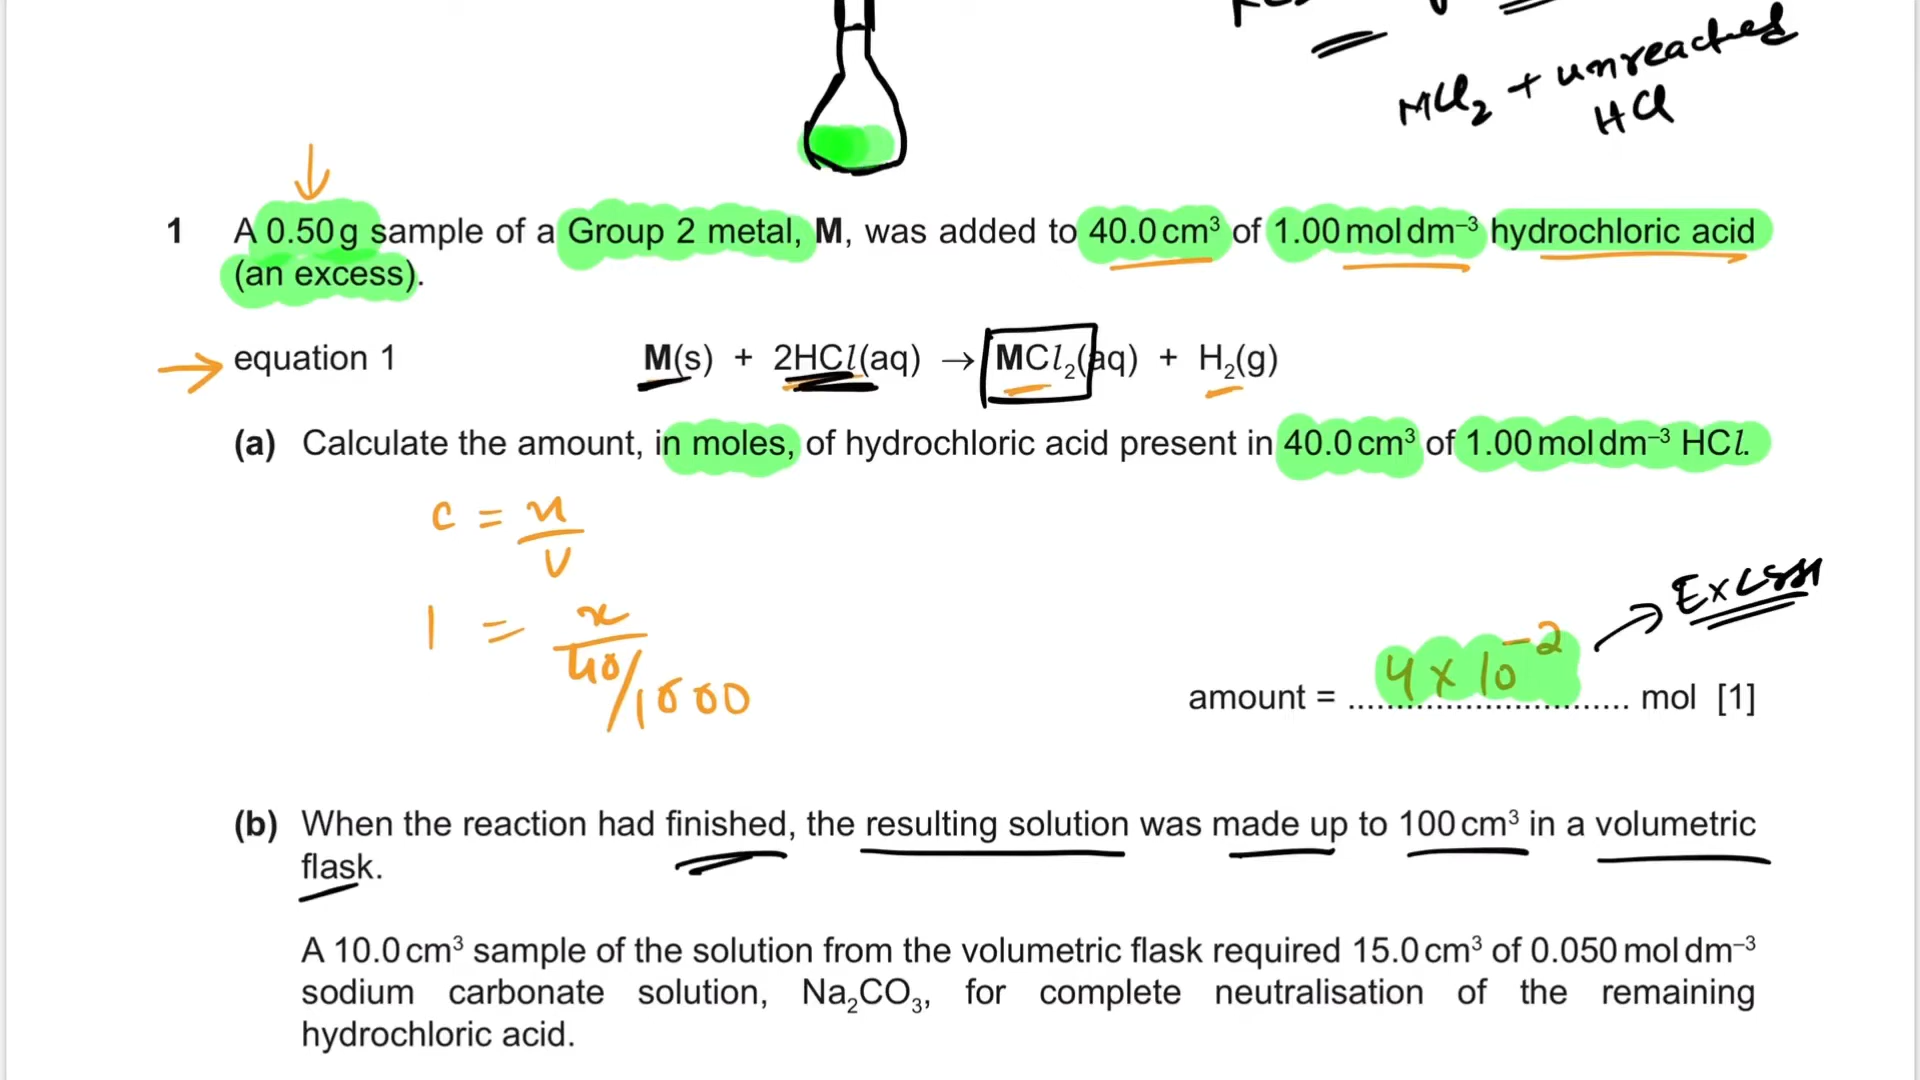 MCl₂ + unreacted
HCl
1 A 0.50 g sample of a Group 2 metal, M, was added to 40.0 cm³ of 1.00 mol dm⁻³ hydrochloric acid
(an excess).
equation 1 M(s) + 2HCl(aq) → MCl₂(aq) + H₂(g)
(a) Calculate the amount, in moles, of hydrochloric acid present in 40.0 cm³ of 1.00 mol dm⁻³ HCl.
c = n/v
1 = x/40/1000
Excess
4 × 10⁻²
amount = .............................. mol [1]
(b) When the reaction had finished, the resulting solution was made up to 100 cm³ in a volumetric
flask.
A 10.0 cm³ sample of the solution from the volumetric flask required 15.0 cm³ of 0.050 mol dm⁻³
sodium carbonate solution, Na₂CO₃, for complete neutralisation of the remaining
hydrochloric acid.